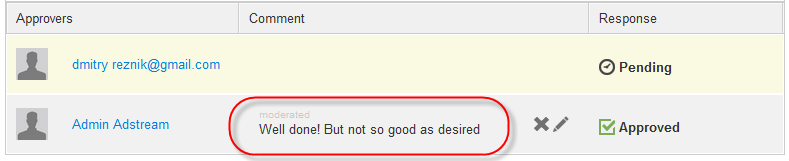 Approvers Comment Response
dmitry reznik@gmail.com Pending
moderated
Admin Adstream Well done! But not so good as desired Approved